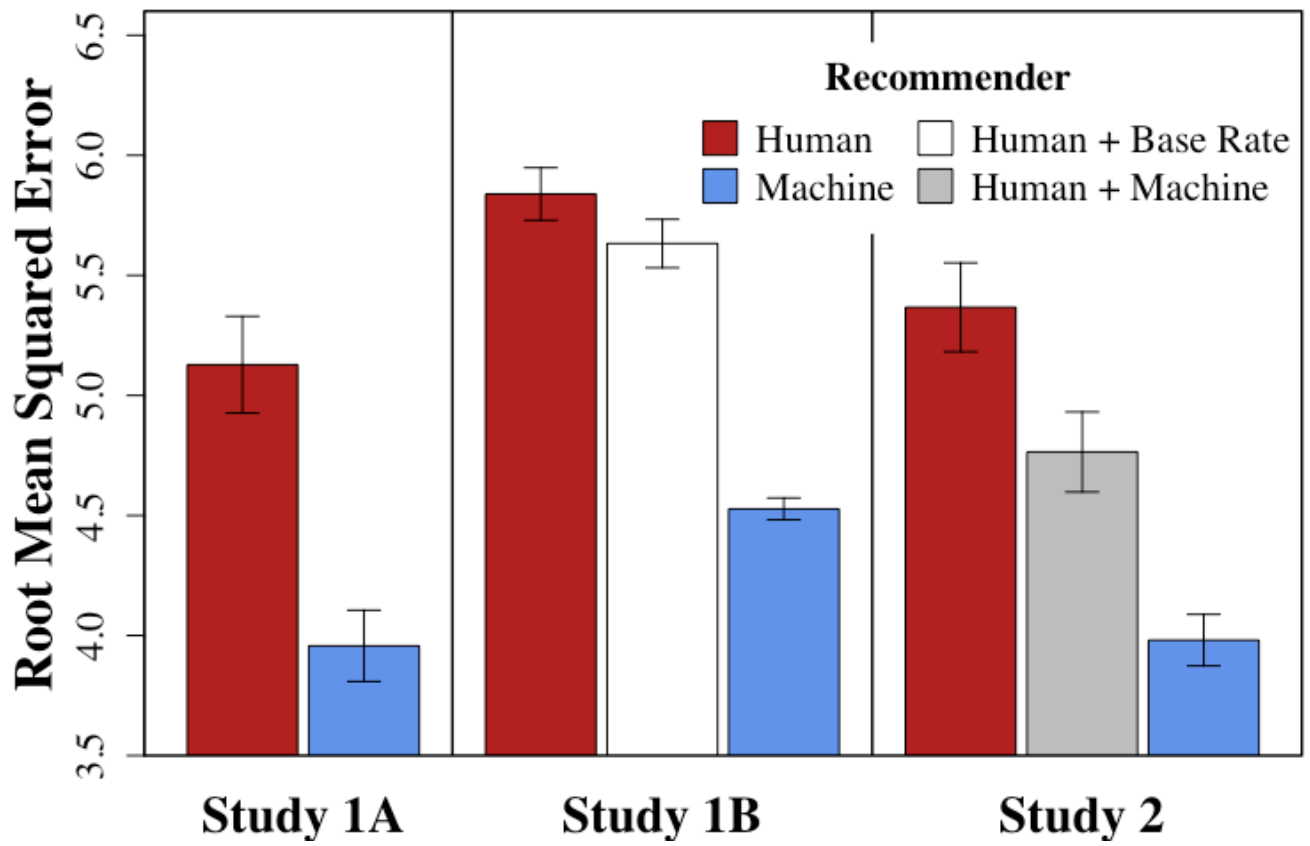 Root Mean Squared Error
6.5
6.0
5.5
5.0
4.5
4.0
3.5
Recommender
Human
Human + Base Rate
Machine
Human + Machine
Study 1A
Study 1B
Study 2